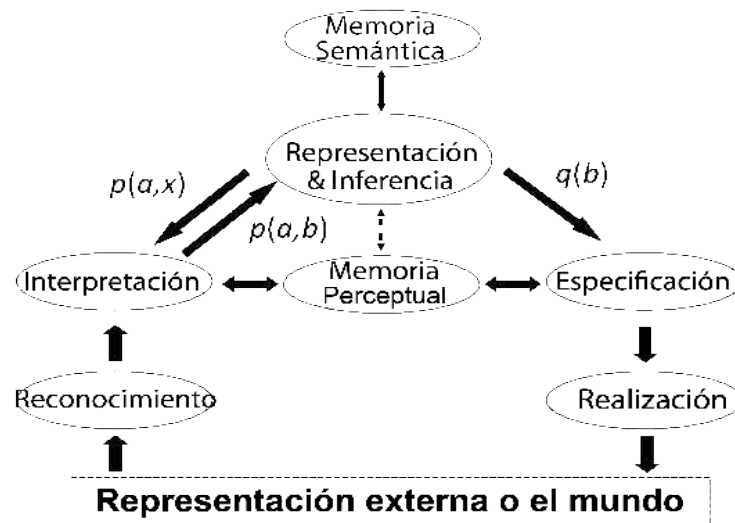 Memoria
Semántica
Representación
& Inferencia
p(a,x)
q(b)
p(a,b)
Interpretación
Memoria
Perceptual
Especificación
Reconocimiento
Realización
Representación externa o el mundo